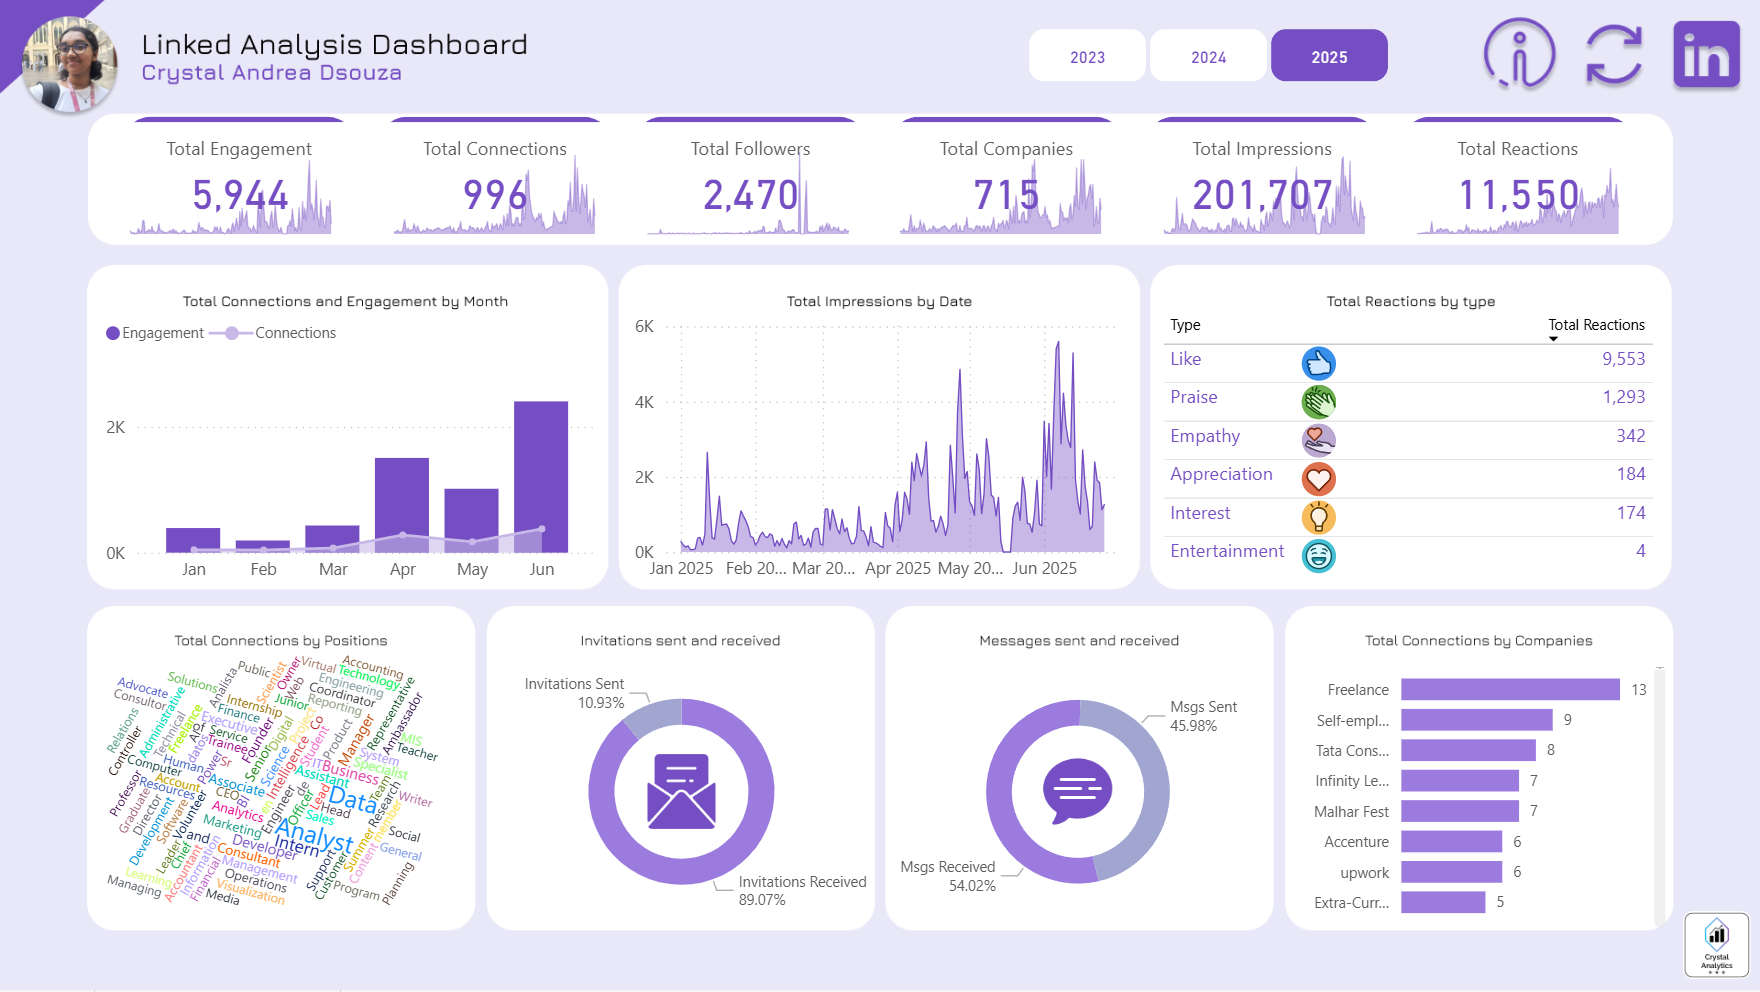 Linked Analysis Dashboard
Crystal Andrea Dsouza
2023
2024
2025
in
Total Engagement
5,944
Total Connections
996
Total Followers
2,470
Total Companies
715
Total Impressions
201,707
Total Reactions
11,550
Total Connections and Engagement by Month
Engagement
Connections
2K
0K
Jan
Feb
Mar
Apr
May
Jun
Total Impressions by Date
6K
4K
2K
0K
Jan 2025
Feb 20...
Mar 20...
Apr 2025
May 20...
Jun 2025
Total Reactions by type
Type Total Reactions
Like 9,553
Praise 1,293
Empathy 342
Appreciation 184
Interest 174
Entertainment 4
Total Connections by Positions
Accounting
Virtual
Technology
Owner
Public
Scientist
Engineering
Solutions
Analista
Web
Coordinator
Representative
Advocate
Consultor
Administrative
Internship
Junior
Reporting
Ambassador
Finance
Relations
Technical
Freelance
Executive
of
Service
Founder
Digital
Project
Co
Product
Manager
MIS
Teacher
Controller
datos
Trainee
Senior
Science
Intelligence
Student
System
Specialist
Computer
Human
Power
Sr
IT
Business
Assistant
Professor
Account
Resources
Associate
CEO
BI
en
de
Engineer
Officer
Lead
Data
Team
Writer
Graduate
Director
Development
Software
Volunteer
Analytics
Head
Sales
Research
member
Marketing
Analyst
Social
Leader
Chief
and
Developer
Intern
Summer
General
Consultant
Content
Learning
Accountant
Information
Management
Support
Customer
Managing
Financial
Operations
Visualization
Program
Planning
Media
Invitations sent and received
Invitations Sent
10.93%
Invitations Received
89.07%
Messages sent and received
Msgs Sent
45.98%
Msgs Received
54.02%
Total Connections by Companies
Freelance 13
Self-empl... 9
Tata Cons... 8
Infinity Le... 7
Malhar Fest 7
Accenture 6
upwork 6
Extra-Curr... 5
Crystal
Analytics